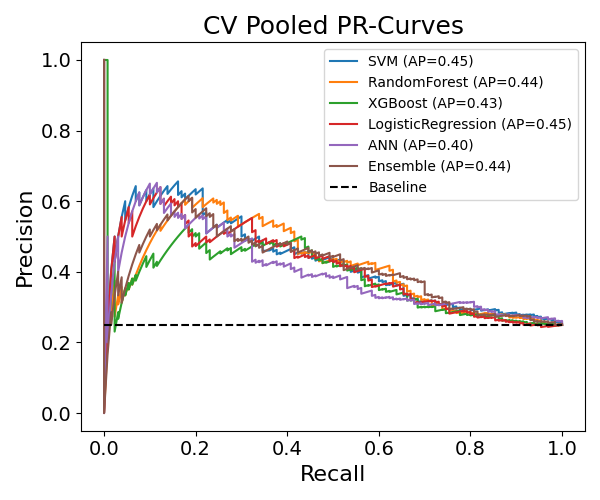 CV Pooled PR-Curves
SVM (AP=0.45)
RandomForest (AP=0.44)
XGBoost (AP=0.43)
LogisticRegression (AP=0.45)
ANN (AP=0.40)
Ensemble (AP=0.44)
Baseline
Precision
1.0
0.8
0.6
0.4
0.2
0.0
0.0 0.2 0.4 0.6 0.8 1.0
Recall